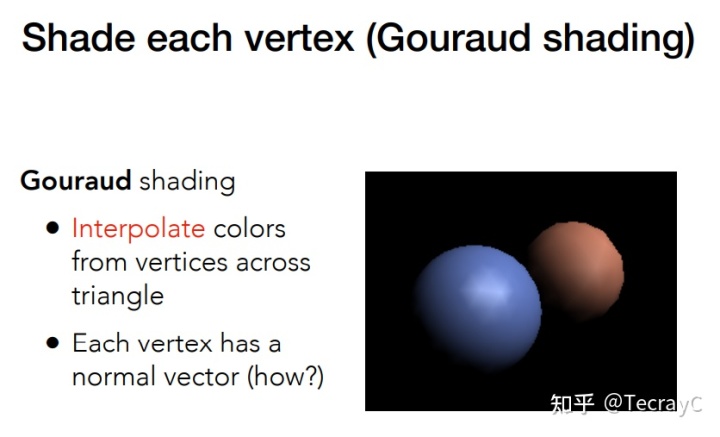 Shade each vertex (Gouraud shading)
Gouraud shading
• Interpolate colors
from vertices across
triangle
• Each vertex has a
normal vector (how?)
知乎 @TecrayC